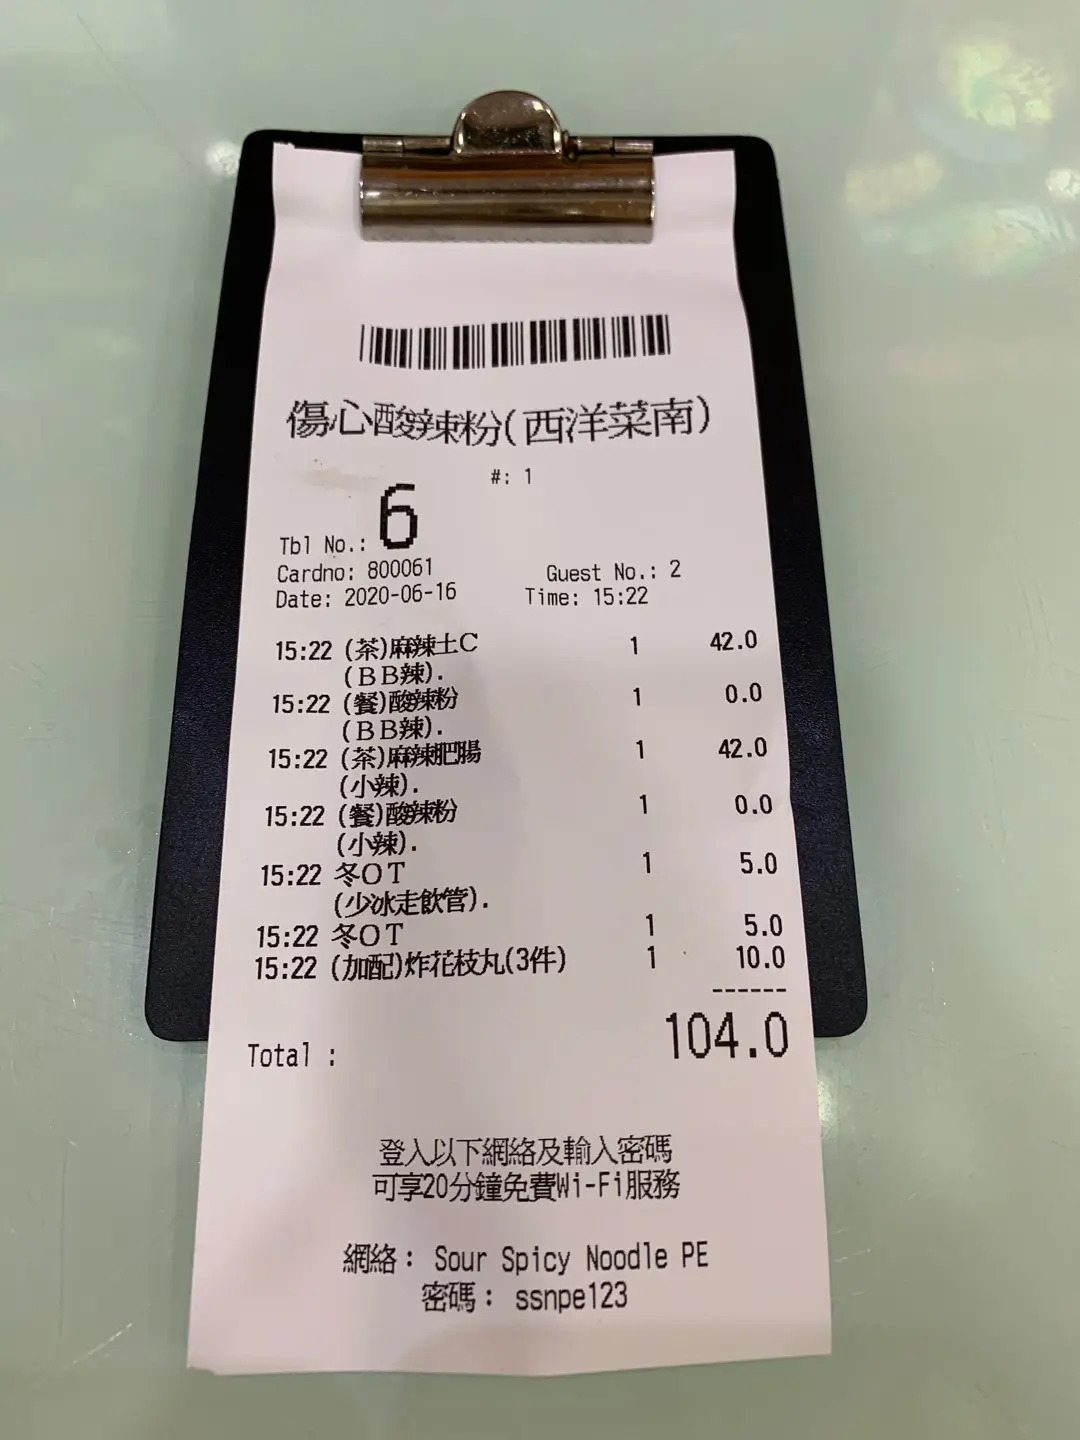 傷心酸辣粉(西洋菜南)
#: 1
Tbl No.: 6
Cardno: 800061 Guest No.: 2
Date: 2020-06-16 Time: 15:22
15:22 (茶)麻辣土C 1 42.0
(BB辣).
15:22 (餐)酸辣粉 1 0.0
(BB辣).
15:22 (茶)麻辣肥腸 1 42.0
(小辣).
15:22 (餐)酸辣粉 1 0.0
(小辣).
15:22 冬OT 1 5.0
(少冰走飲管).
15:22 冬OT 1 5.0
15:22 (加配)炸花枝丸(3件) 1 10.0
------
Total : 104.0
登入以下網絡及輸入密碼
可享20分鐘免費Wi-Fi服務
網絡： Sour Spicy Noodle PE
密碼： ssnpe123